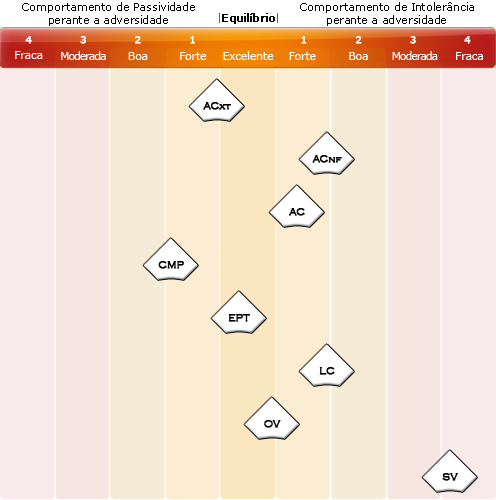 Comportamento de Passividade
perante a adversidade
|Equilíbrio|
Comportamento de Intolerância
perante a adversidade
4 3 2 1 1 2 3 4
Fraca Moderada Boa Forte Excelente Forte Boa Moderada Fraca
ACXT
ACNF
AC
CMP
EPT
LC
OV
SV